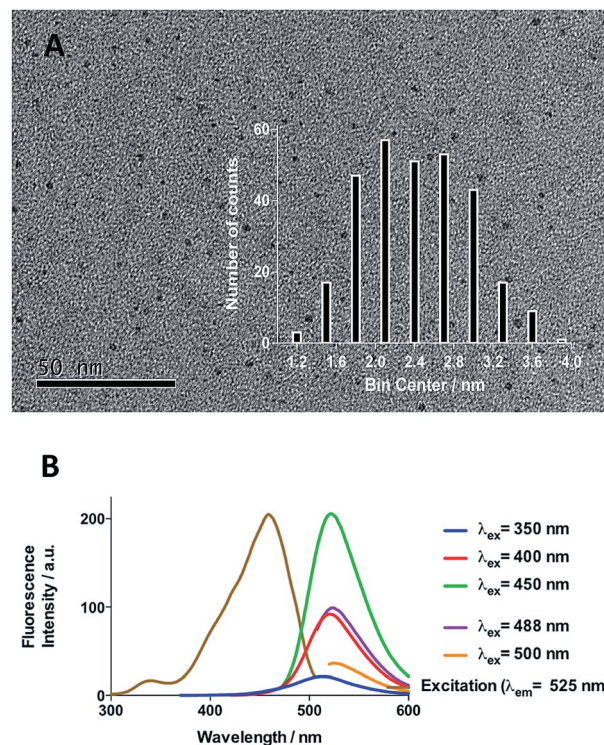 A
60
40
20
0
Number of counts
1.2 1.6 2.0 2.4 2.8 3.2 3.6 4.0
Bin Center / nm
50 nm
B
200
100
0
Fluorescence
Intensity / a.u.
300 400 500 600
Wavelength / nm
λex= 350 nm
λex= 400 nm
λex= 450 nm
λex= 488 nm
λex= 500 nm
Excitation (λem= 525 nm